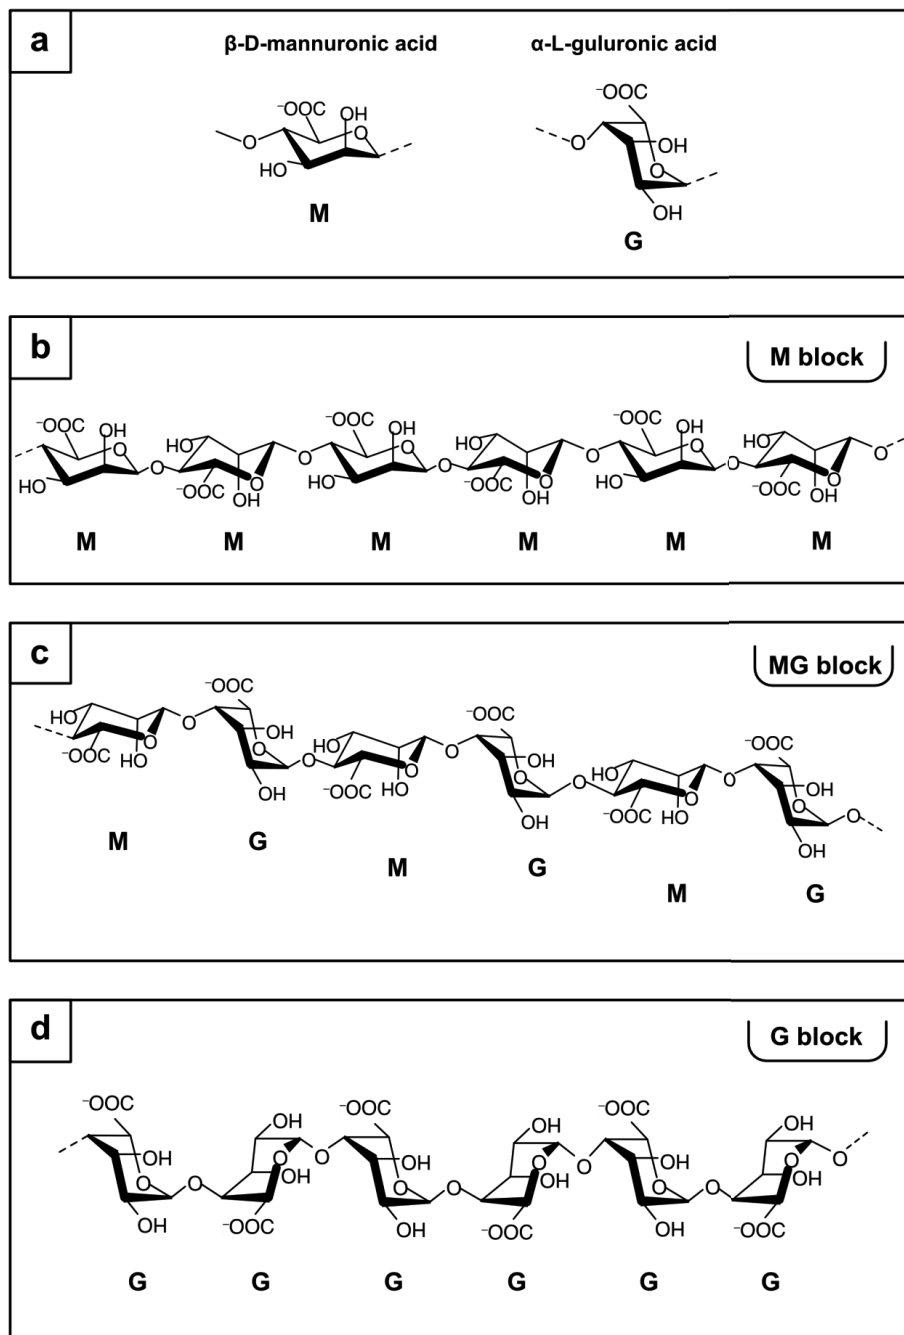 a
β-D-mannuronic acid α-L-guluronic acid
⁻OOC OH O O HO
M
⁻OOC O OH O OH
G
b
M block
⁻OOC OH O HO O HO ⁻OOC OH O O ⁻OOC OH O HO O HO ⁻OOC OH O O ⁻OOC OH O HO O HO ⁻OOC OH O O
M M M M M M
c
MG block
HO ⁻OOC HO O O ⁻OOC OH O OH O HO ⁻OOC OH O O ⁻OOC OH O OH O HO ⁻OOC HO O O ⁻OOC OH O OH O
M G M G M G
d
G block
⁻OOC OH O OH O OH O OH ⁻OOC O ⁻OOC OH O OH O OH O OH ⁻OOC O ⁻OOC OH O OH O OH O OH ⁻OOC O
G G G G G G